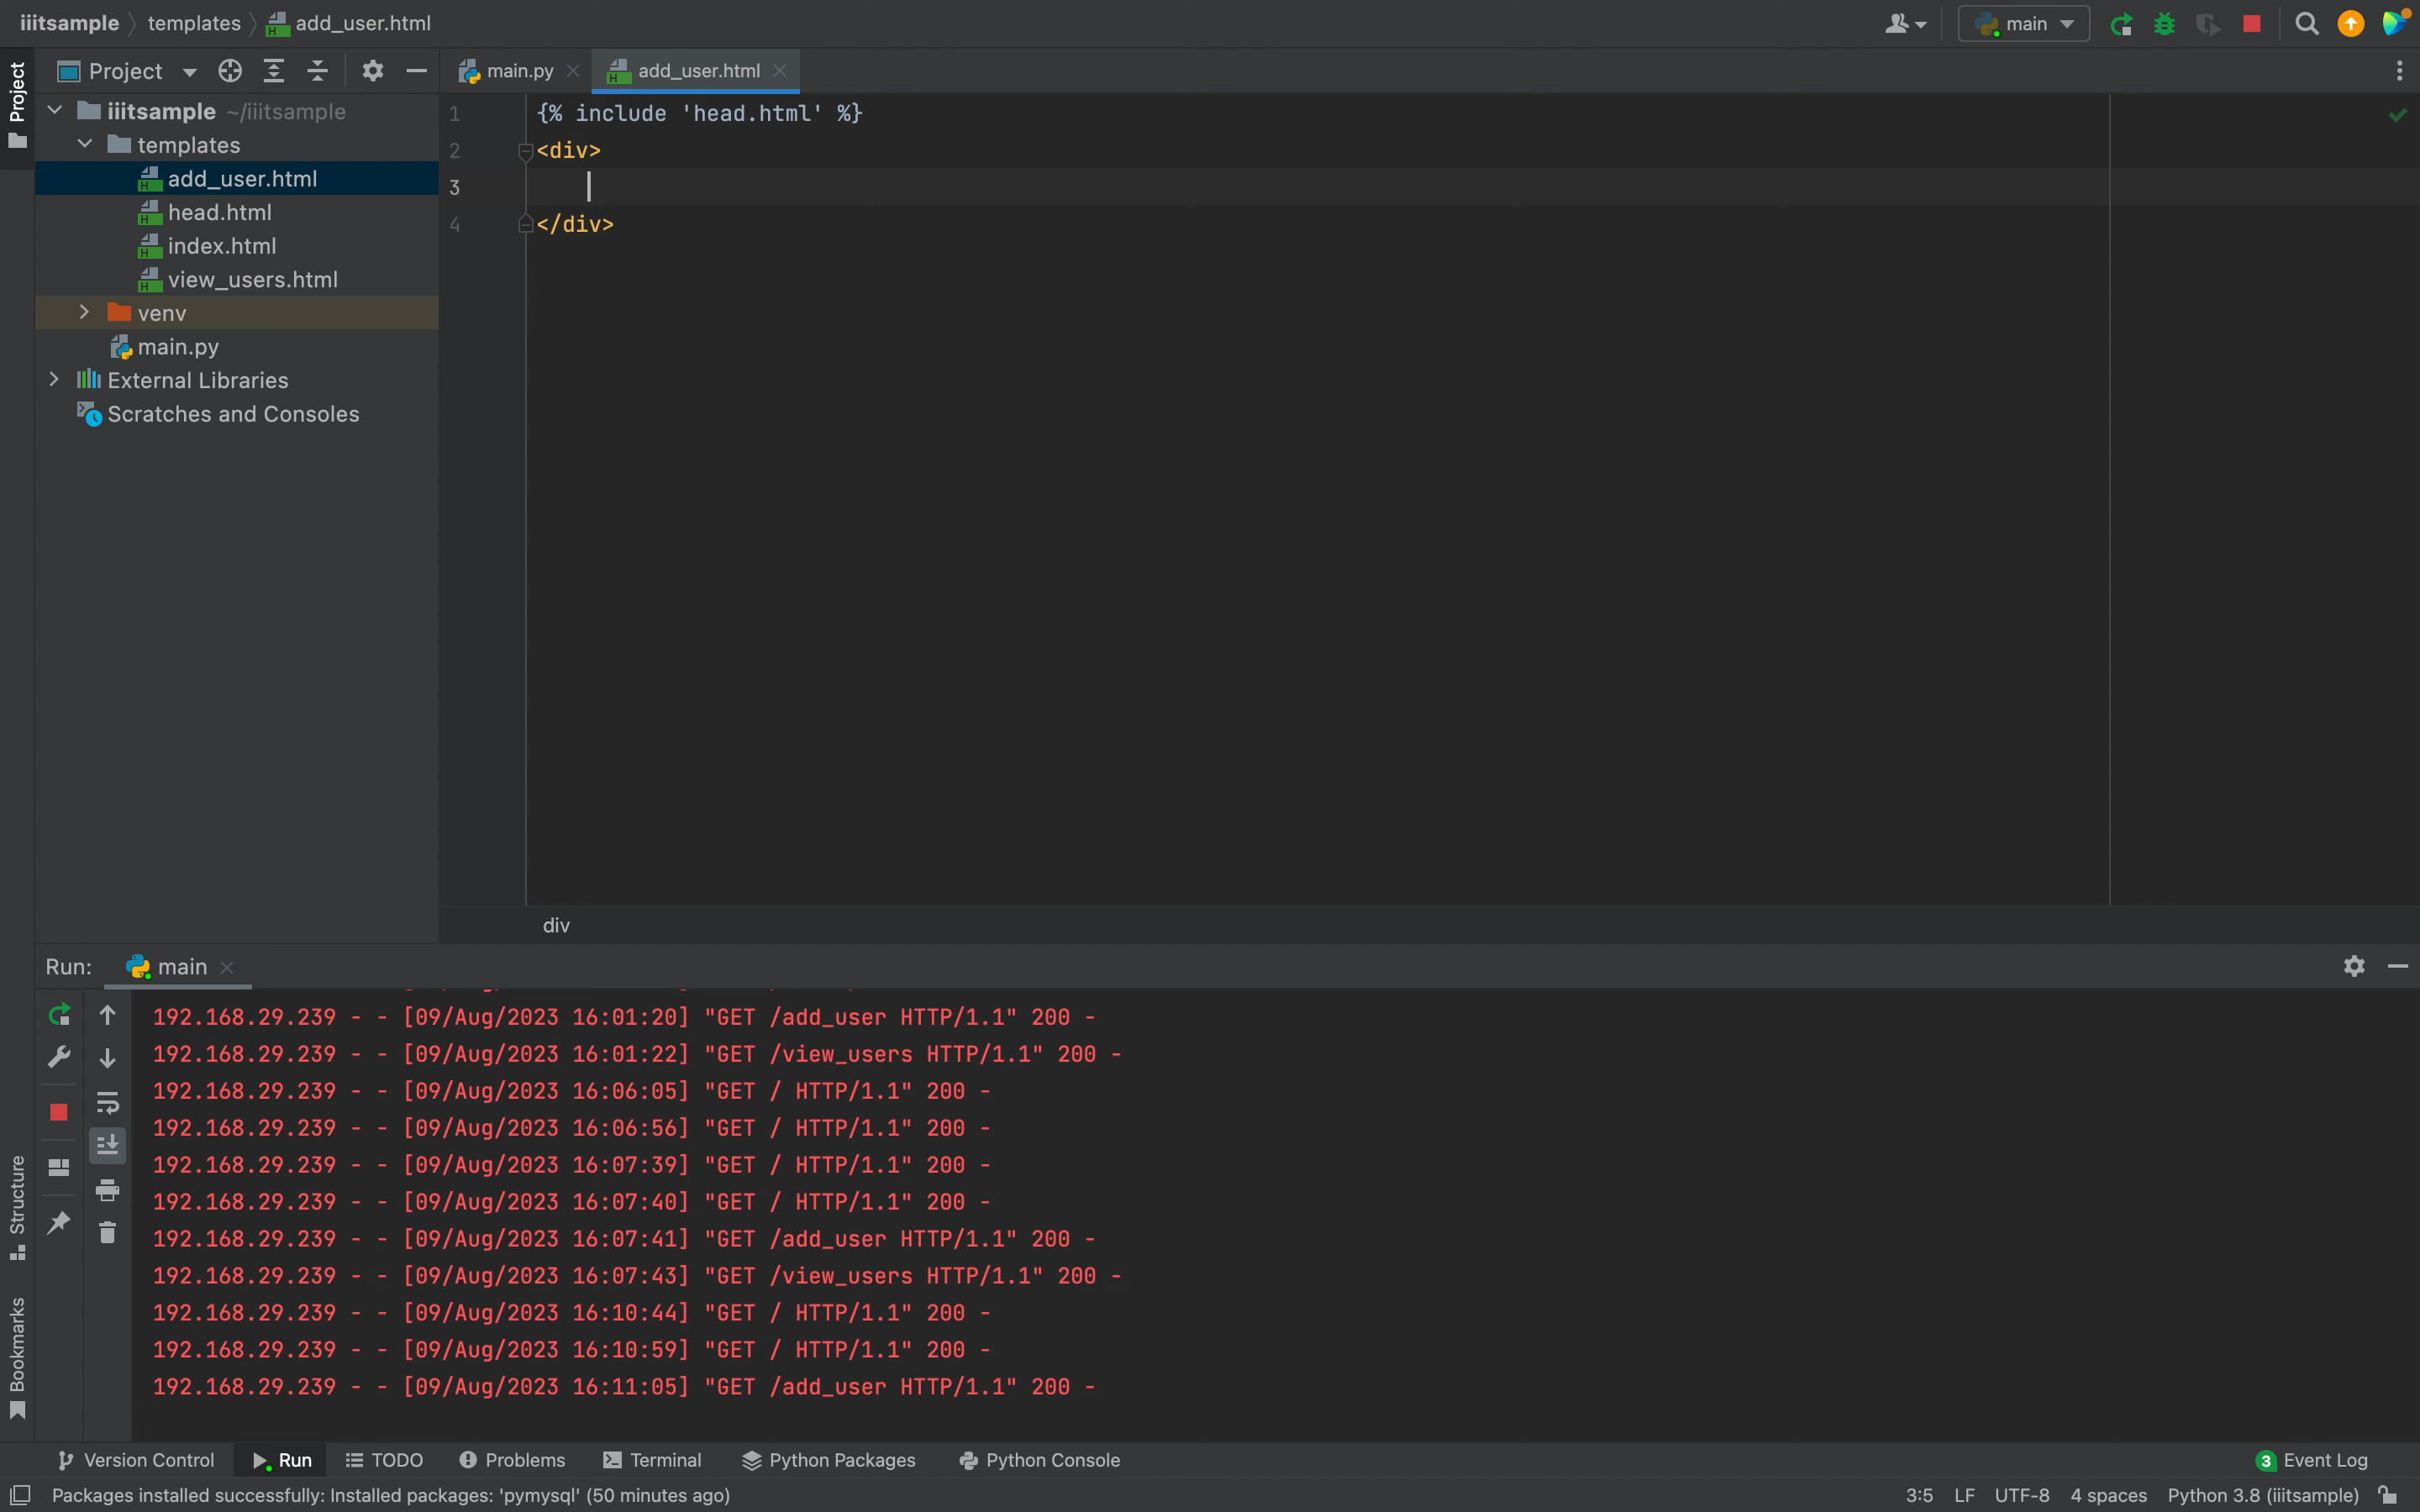 iiitsample templates add_user.html
main
Project
main.py
add_user.html
Project
iiitsample ~/iiitsample
templates
add_user.html
head.html
index.html
view_users.html
venv
main.py
External Libraries
Scratches and Consoles
1 {% include 'head.html' %}
2 <div>
3
4 </div>
div
Run: main
192.168.29.239 - - [09/Aug/2023 16:01:20] "GET /add_user HTTP/1.1" 200 -
192.168.29.239 - - [09/Aug/2023 16:01:22] "GET /view_users HTTP/1.1" 200 -
192.168.29.239 - - [09/Aug/2023 16:06:05] "GET / HTTP/1.1" 200 -
192.168.29.239 - - [09/Aug/2023 16:06:56] "GET / HTTP/1.1" 200 -
192.168.29.239 - - [09/Aug/2023 16:07:39] "GET / HTTP/1.1" 200 -
192.168.29.239 - - [09/Aug/2023 16:07:40] "GET / HTTP/1.1" 200 -
192.168.29.239 - - [09/Aug/2023 16:07:41] "GET /add_user HTTP/1.1" 200 -
192.168.29.239 - - [09/Aug/2023 16:07:43] "GET /view_users HTTP/1.1" 200 -
192.168.29.239 - - [09/Aug/2023 16:10:44] "GET / HTTP/1.1" 200 -
192.168.29.239 - - [09/Aug/2023 16:10:59] "GET / HTTP/1.1" 200 -
192.168.29.239 - - [09/Aug/2023 16:11:05] "GET /add_user HTTP/1.1" 200 -
Structure
Bookmarks
Version Control Run TODO Problems Terminal Python Packages Python Console 3 Event Log
Packages installed successfully: Installed packages: 'pymysql' (50 minutes ago) 3:5 LF UTF-8 4 spaces Python 3.8 (iiitsample)